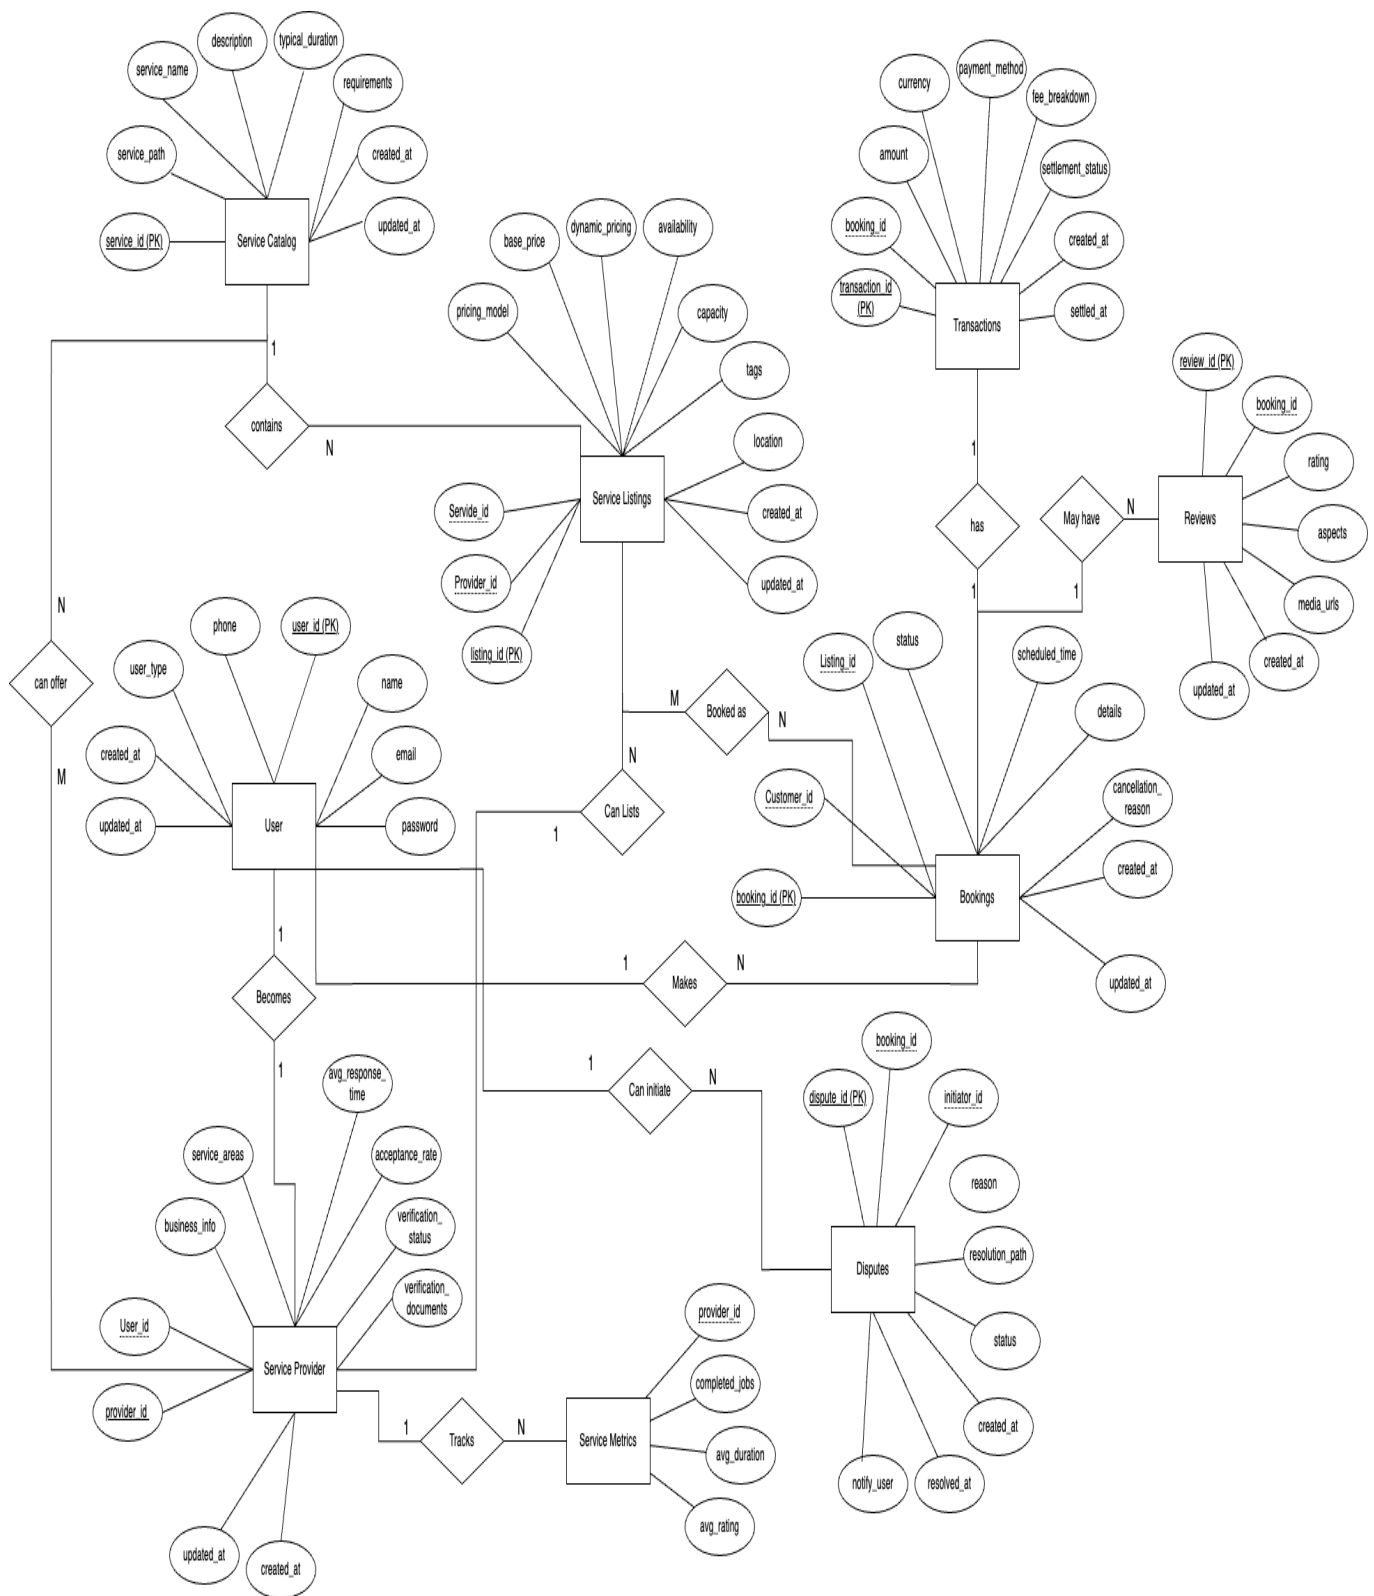 description
typical_duration
service_name
requirements
service_path
created_at
service_id (PK)
Service Catalog
updated_at
1
contains
N
currency
payment_method
fee_breakdown
amount
settlement_status
booking_id
created_at
transaction_id
(PK)
Transactions
settled_at
base_price
dynamic_pricing
availability
pricing_model
capacity
tags
location
Servide_id
Service Listings
created_at
Provider_id
updated_at
listing_id (PK)
review_id (PK)
booking_id
rating
Reviews
aspects
media_urls
created_at
updated_at
1
has
1
May have
N
1
N
can offer
M
phone
user_id (PK)
user_type
name
created_at
email
updated_at
User
password
M
Booked as
N
N
Can Lists
1
Listing_id
status
scheduled_time
details
Customer_id
cancellation_
reason
created_at
booking_id (PK)
Bookings
updated_at
1
Becomes
1
1
Makes
N
1
Can initiate
N
booking_id
dispute_id (PK)
initiator_id
reason
resolution_path
Disputes
status
created_at
notify_user
resolved_at
avg_response_
time
service_areas
acceptance_rate
business_info
verification_
status
verification_
documents
User_id
Service Provider
provider_id
updated_at
created_at
1
Tracks
N
provider_id
completed_jobs
Service Metrics
avg_duration
avg_rating